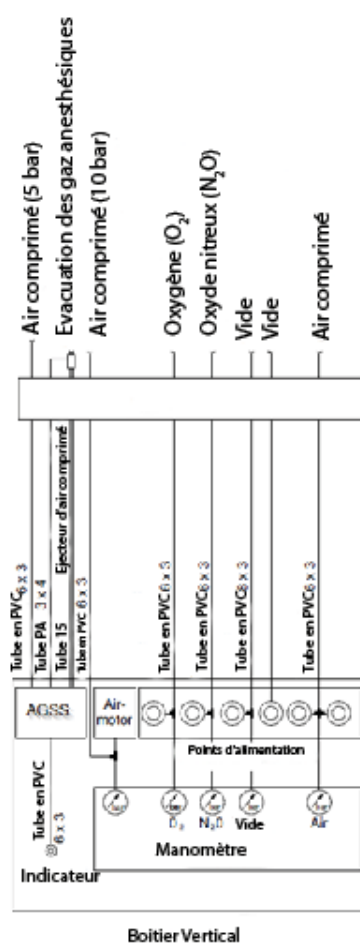 Air comprimé (5 bar)
Evacuation des gaz anesthésiques
Air comprimé (10 bar)
Oxygène (O2)
Oxyde nitreux (N2O)
Vide
Vide
Air comprimé
Tube en PVC 6 x 3
Tube PA 3 x 4
Tube 15
Ejecteur d'air comprimé
Tube en PVC 6 x 3
Tube en PVC 6 x 3
Tube en PVC 6 x 3
Tube en PVC 8 x 3
Tube en PVC 6 x 3
AGSS
Air-
motor
Points d'alimentation
Tube en PVC
6 x 3
Indicateur
N2O
Vide
Air
Manomètre
Boitier Vertical